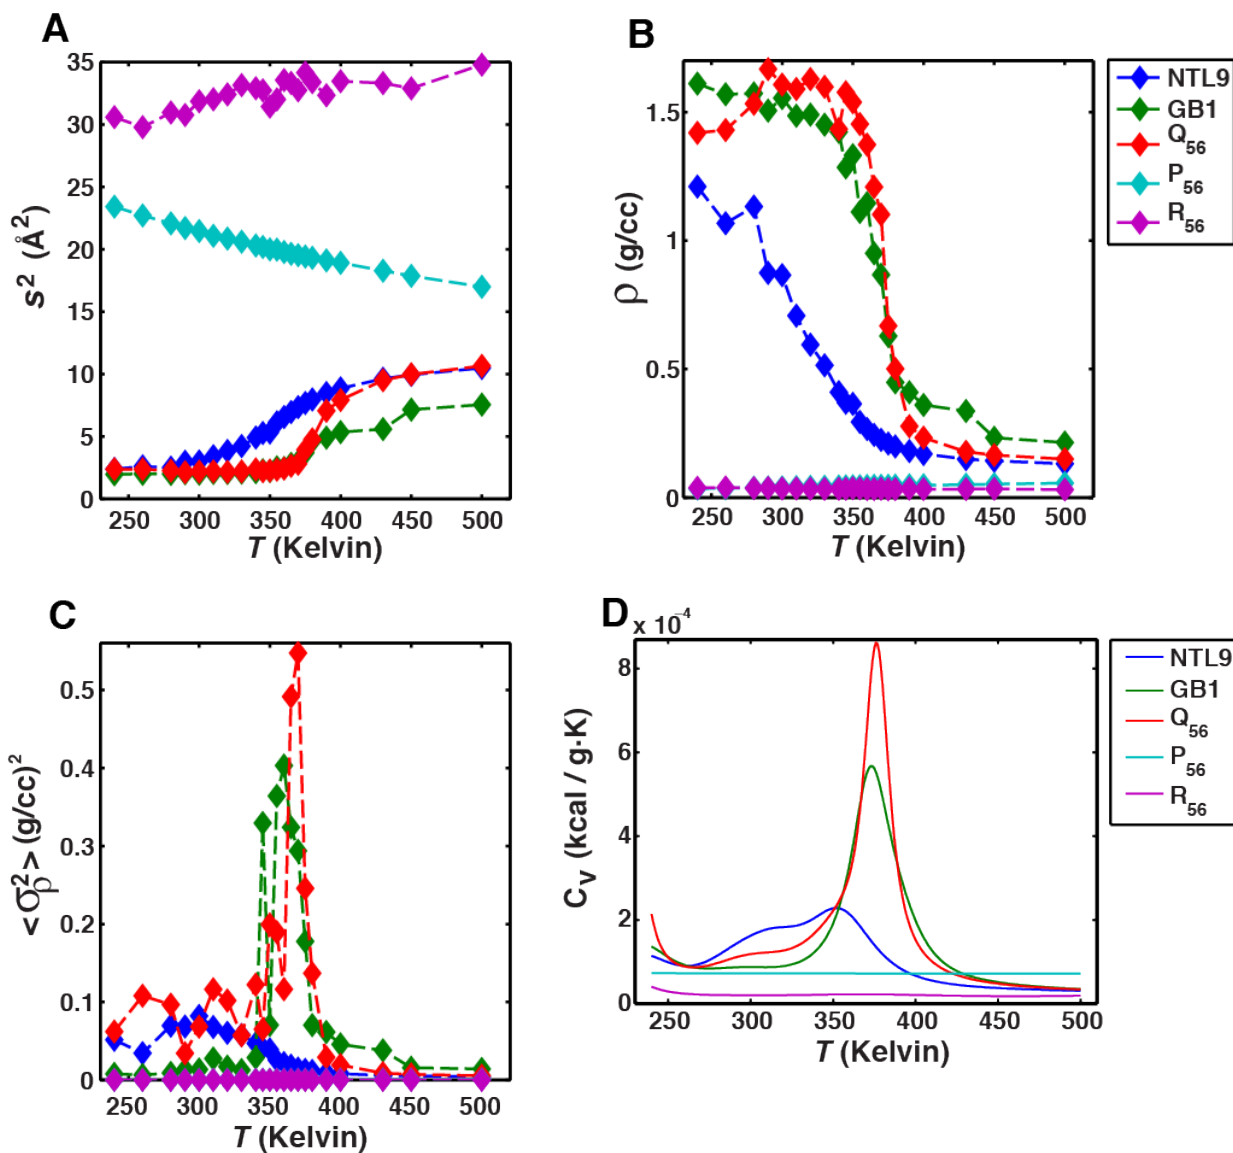 A
35
30
25
20
15
10
5
0
s² (Å²)
250 300 350 400 450 500
T (Kelvin)
B
1.5
1
0.5
0
ρ (g/cc)
250 300 350 400 450 500
T (Kelvin)
NTL9
GB1
Q₅₆
P₅₆
R₅₆
C
0.5
0.4
0.3
0.2
0.1
0
<σρ²> (g/cc)²
250 300 350 400 450 500
T (Kelvin)
D
x 10⁻⁴
8
6
4
2
0
Cᵥ (kcal / g·K)
250 300 350 400 450 500
T (Kelvin)
NTL9
GB1
Q₅₆
P₅₆
R₅₆